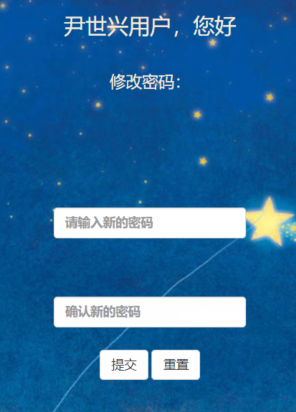 尹世兴用户，您好
修改密码：
请输入新的密码
确认新的密码
提交 重置